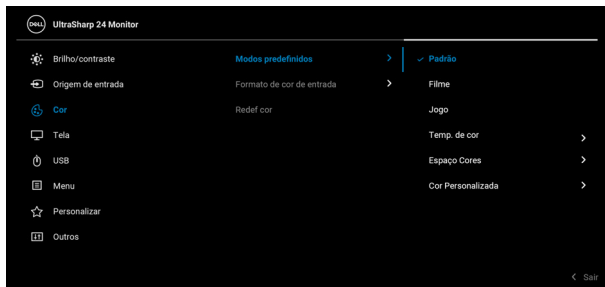 DELL UltraSharp 24 Monitor
Brilho/contraste
Modos predefinidos
Padrão
Origem de entrada
Formato de cor de entrada
Filme
Cor
Redef cor
Jogo
Tela
Temp. de cor
USB
Espaço Cores
Menu
Cor Personalizada
Personalizar
Outros
Sair